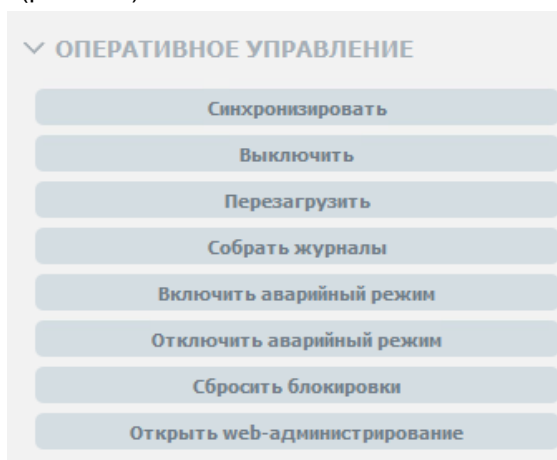 ОПЕРАТИВНОЕ УПРАВЛЕНИЕ
Синхронизировать
Выключить
Перезагрузить
Собрать журналы
Включить аварийный режим
Отключить аварийный режим
Сбросить блокировки
Открыть web-администрирование